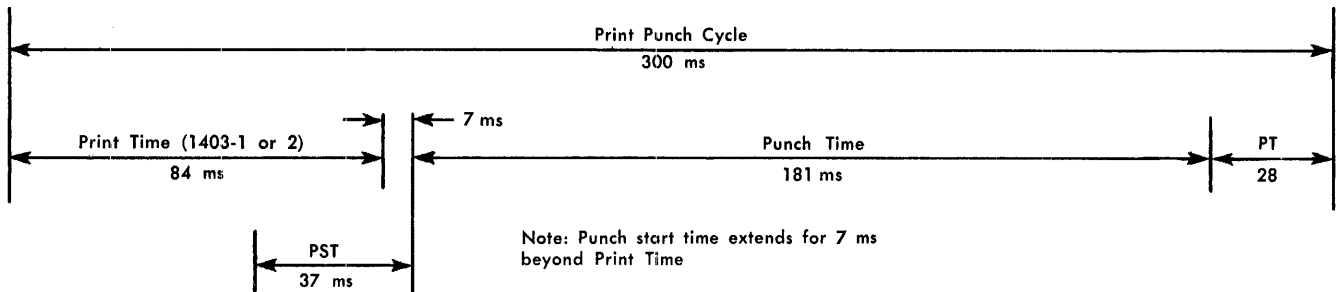 Print Punch Cycle
300 ms
7 ms
Print Time (1403-1 or 2)
84 ms
Punch Time
181 ms
PT
28
PST
37 ms
Note: Punch start time extends for 7 ms
beyond Print Time